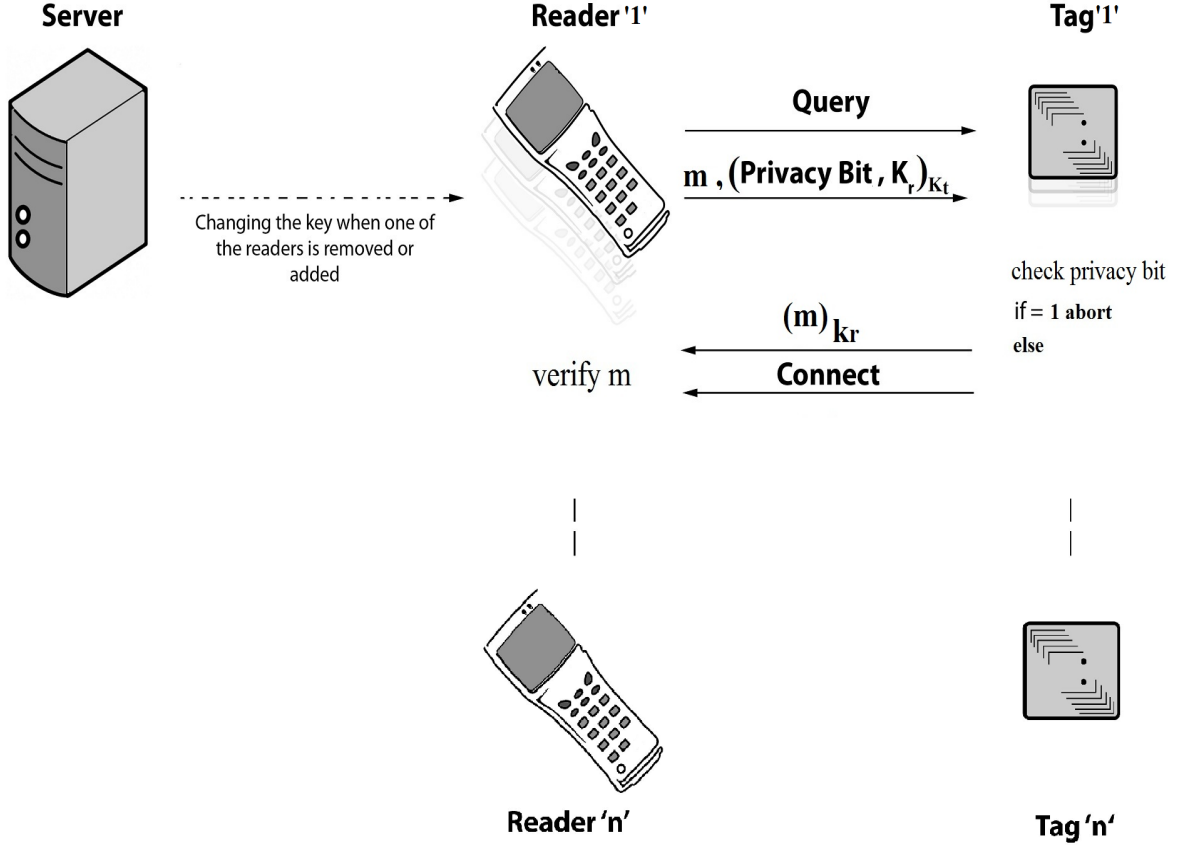 Server
Reader '1'
Tag'1'
Query
m , (Privacy Bit , Kr)Kt
Changing the key when one of
the readers is removed or
added
check privacy bit
if = 1 abort
else
(m)kr
verify m
Connect
Reader 'n'
Tag 'n'